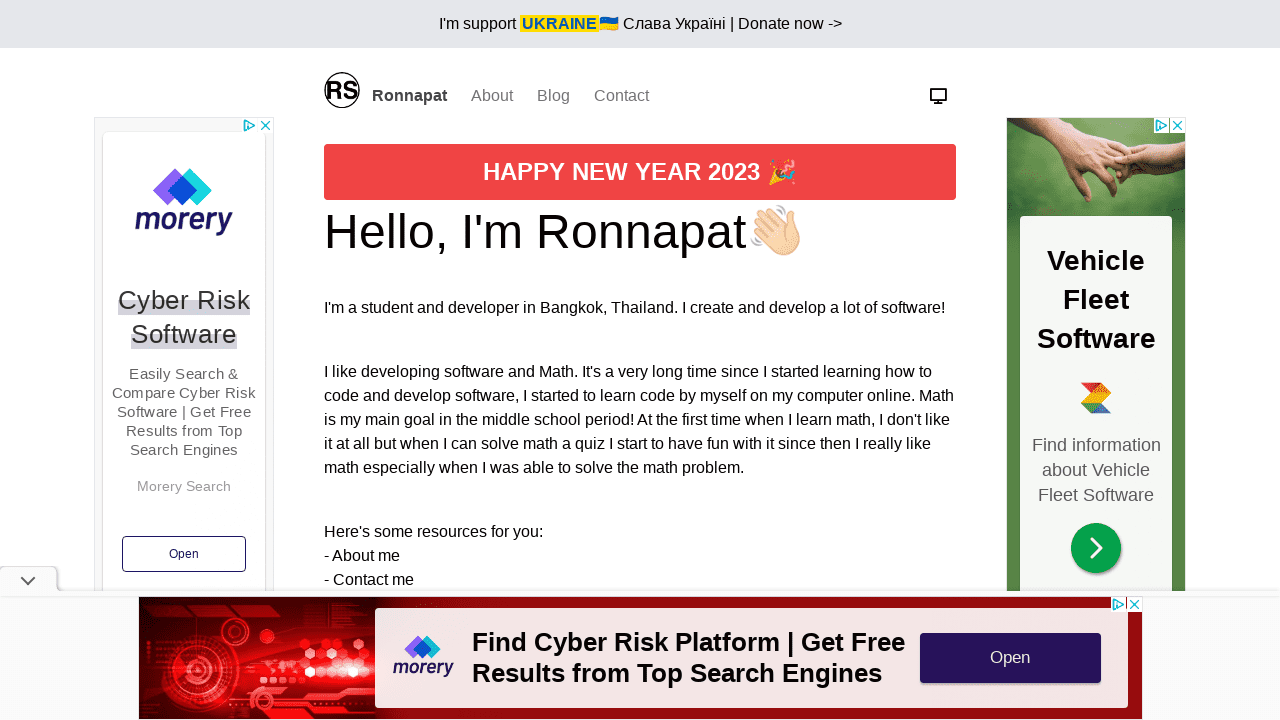 I'm support UKRAINE🇺🇦 Слава Україні | Donate now ->
RS Ronnapat About Blog Contact
HAPPY NEW YEAR 2023 🎉
Hello, I'm Ronnapat👋🏻
I'm a student and developer in Bangkok, Thailand. I create and develop a lot of software!
I like developing software and Math. It's a very long time since I started learning how to
code and develop software, I started to learn code by myself on my computer online. Math
is my main goal in the middle school period! At the first time when I learn math, I don't like
it at all but when I can solve math a quiz I start to have fun with it since then I really like
math especially when I was able to solve the math problem.
Here's some resources for you:
- About me
- Contact me
morery
Cyber Risk
Software
Easily Search &
Compare Cyber Risk
Software | Get Free
Results from Top
Search Engines
Morery Search
Open
Vehicle
Fleet
Software
Find information
about Vehicle
Fleet Software
morery
Find Cyber Risk Platform | Get Free
Results from Top Search Engines
Open